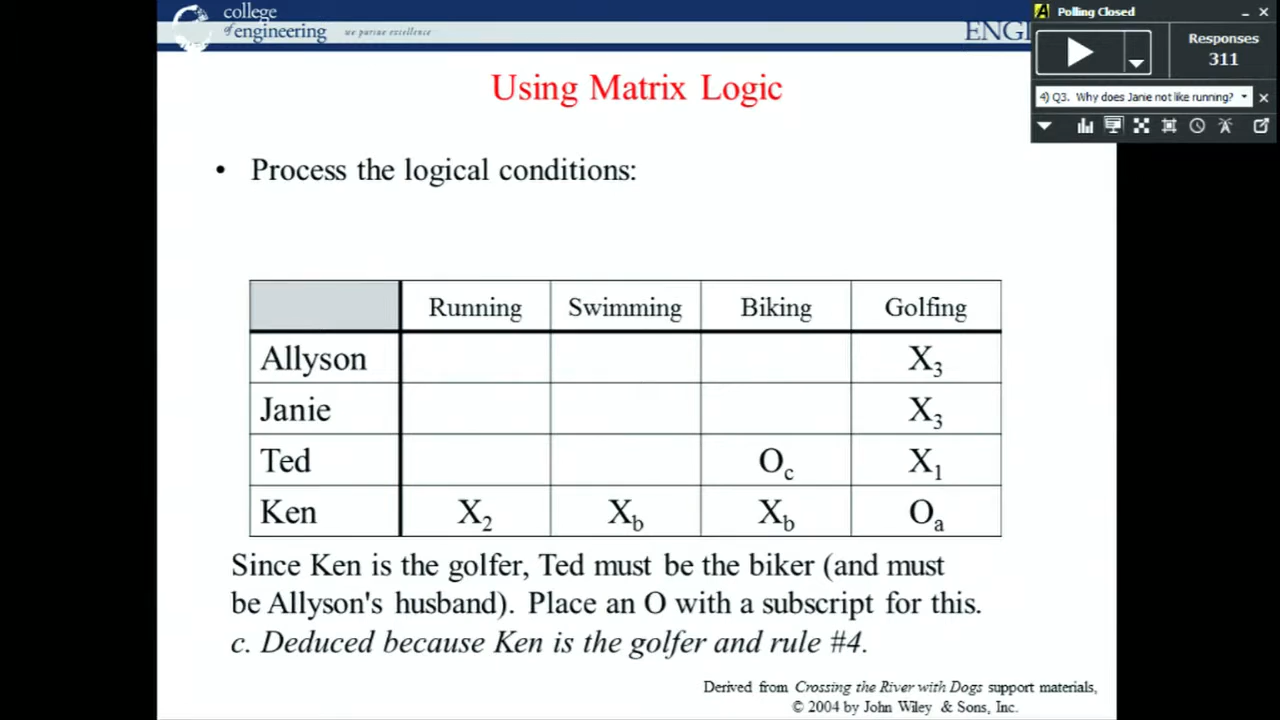 college
of engineering we pursue excellence
Polling Closed
Responses
311
4) Q3. Why does Janie not like running?
Using Matrix Logic
• Process the logical conditions:
Running Swimming Biking Golfing
Allyson X3
Janie X3
Ted Oc X1
Ken X2 Xb Xb Oa
Since Ken is the golfer, Ted must be the biker (and must
be Allyson's husband). Place an O with a subscript for this.
c. Deduced because Ken is the golfer and rule #4.
Derived from Crossing the River with Dogs support materials,
© 2004 by John Wiley & Sons, Inc.